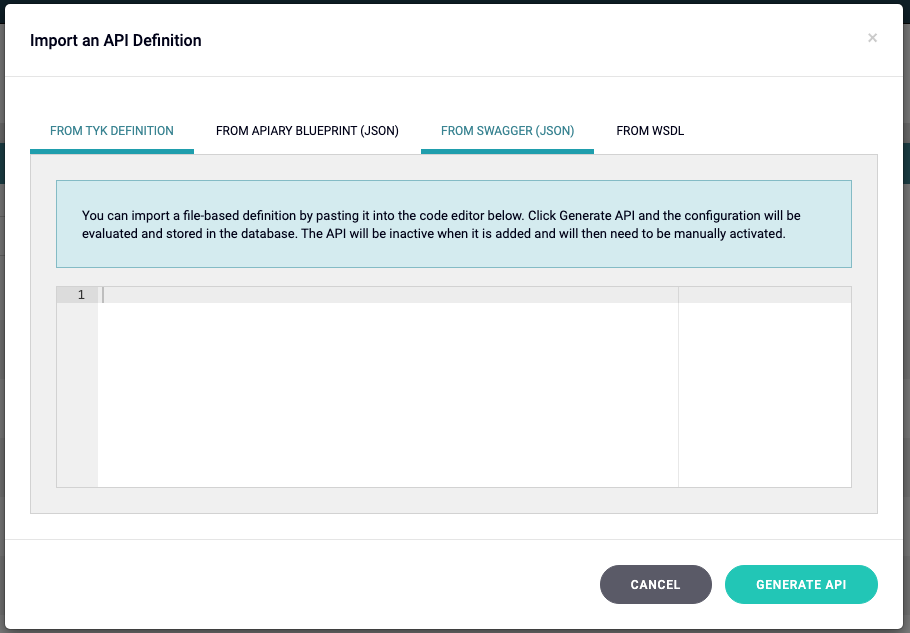 Import an API Definition
×
FROM TYK DEFINITION
FROM APIARY BLUEPRINT (JSON)
FROM SWAGGER (JSON)
FROM WSDL
You can import a file-based definition by pasting it into the code editor below. Click Generate API and the configuration will be
evaluated and stored in the database. The API will be inactive when it is added and will then need to be manually activated.
1
CANCEL
GENERATE API